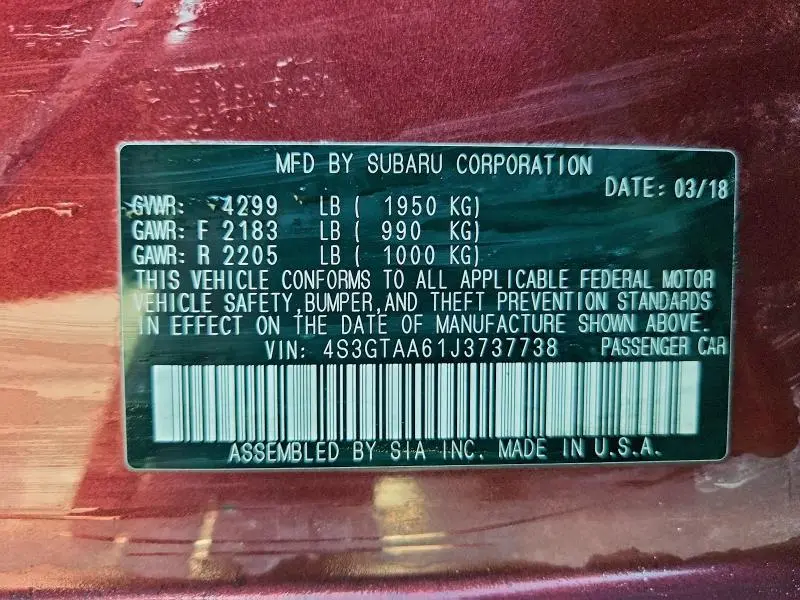 MFD BY SUBARU CORPORATION
DATE: 03/18
GVWR: 4299 LB ( 1950 KG)
GAWR: F 2183 LB ( 990 KG)
GAWR: R 2205 LB ( 1000 KG)
THIS VEHICLE CONFORMS TO ALL APPLICABLE FEDERAL MOTOR
VEHICLE SAFETY,BUMPER,AND THEFT PREVENTION STANDARDS
IN EFFECT ON THE DATE OF MANUFACTURE SHOWN ABOVE.
VIN: 4S3GTAA61J3737738 PASSENGER CAR
ASSEMBLED BY SIA INC. MADE IN U.S.A.